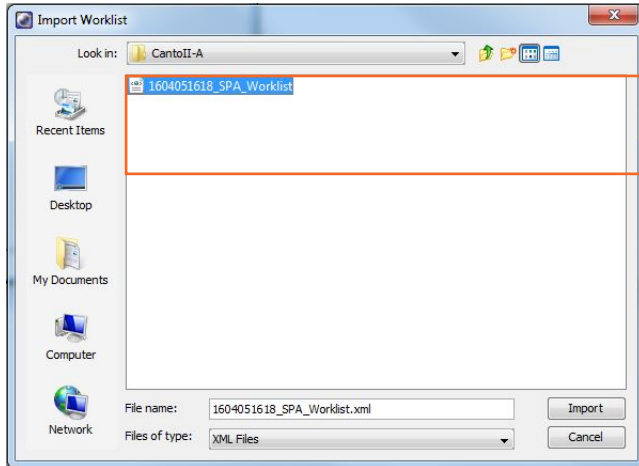 Import Worklist
Look in: CantoII-A
1604051618_SPA_Worklist
Recent Items
Desktop
My Documents
Computer
Network
File name: 1604051618_SPA_Worklist.xml Import
Files of type: XML Files Cancel